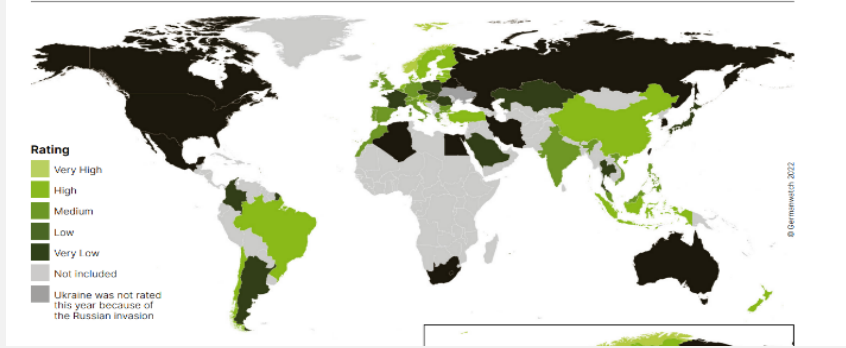 Rating
Very High
High
Medium
Low
Very Low
Not included
Ukraine was not rated
this year because of
the Russian invasion
© Germanwatch 2022